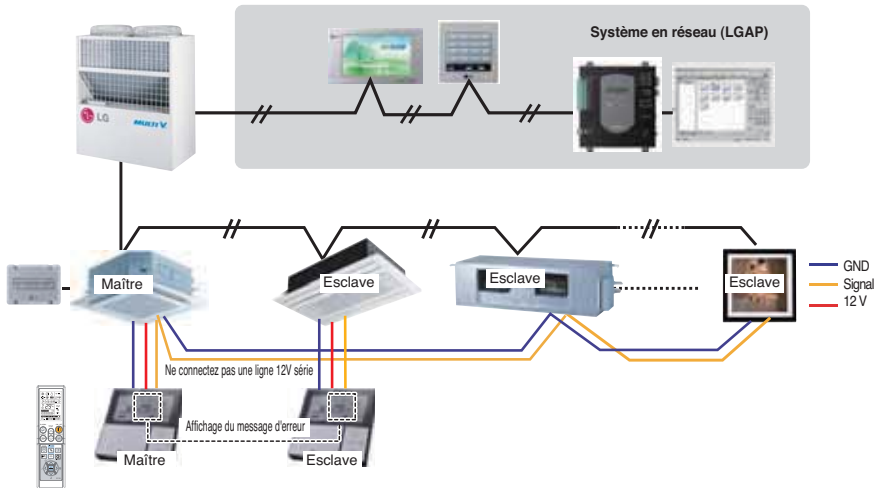 Système en réseau (LGAP)
LG
MULTI V
Maître
Esclave
Esclave
Esclave
GND
Signal
12 V
Ne connectez pas une ligne 12V série
Affichage du message d'erreur
Maître
Esclave